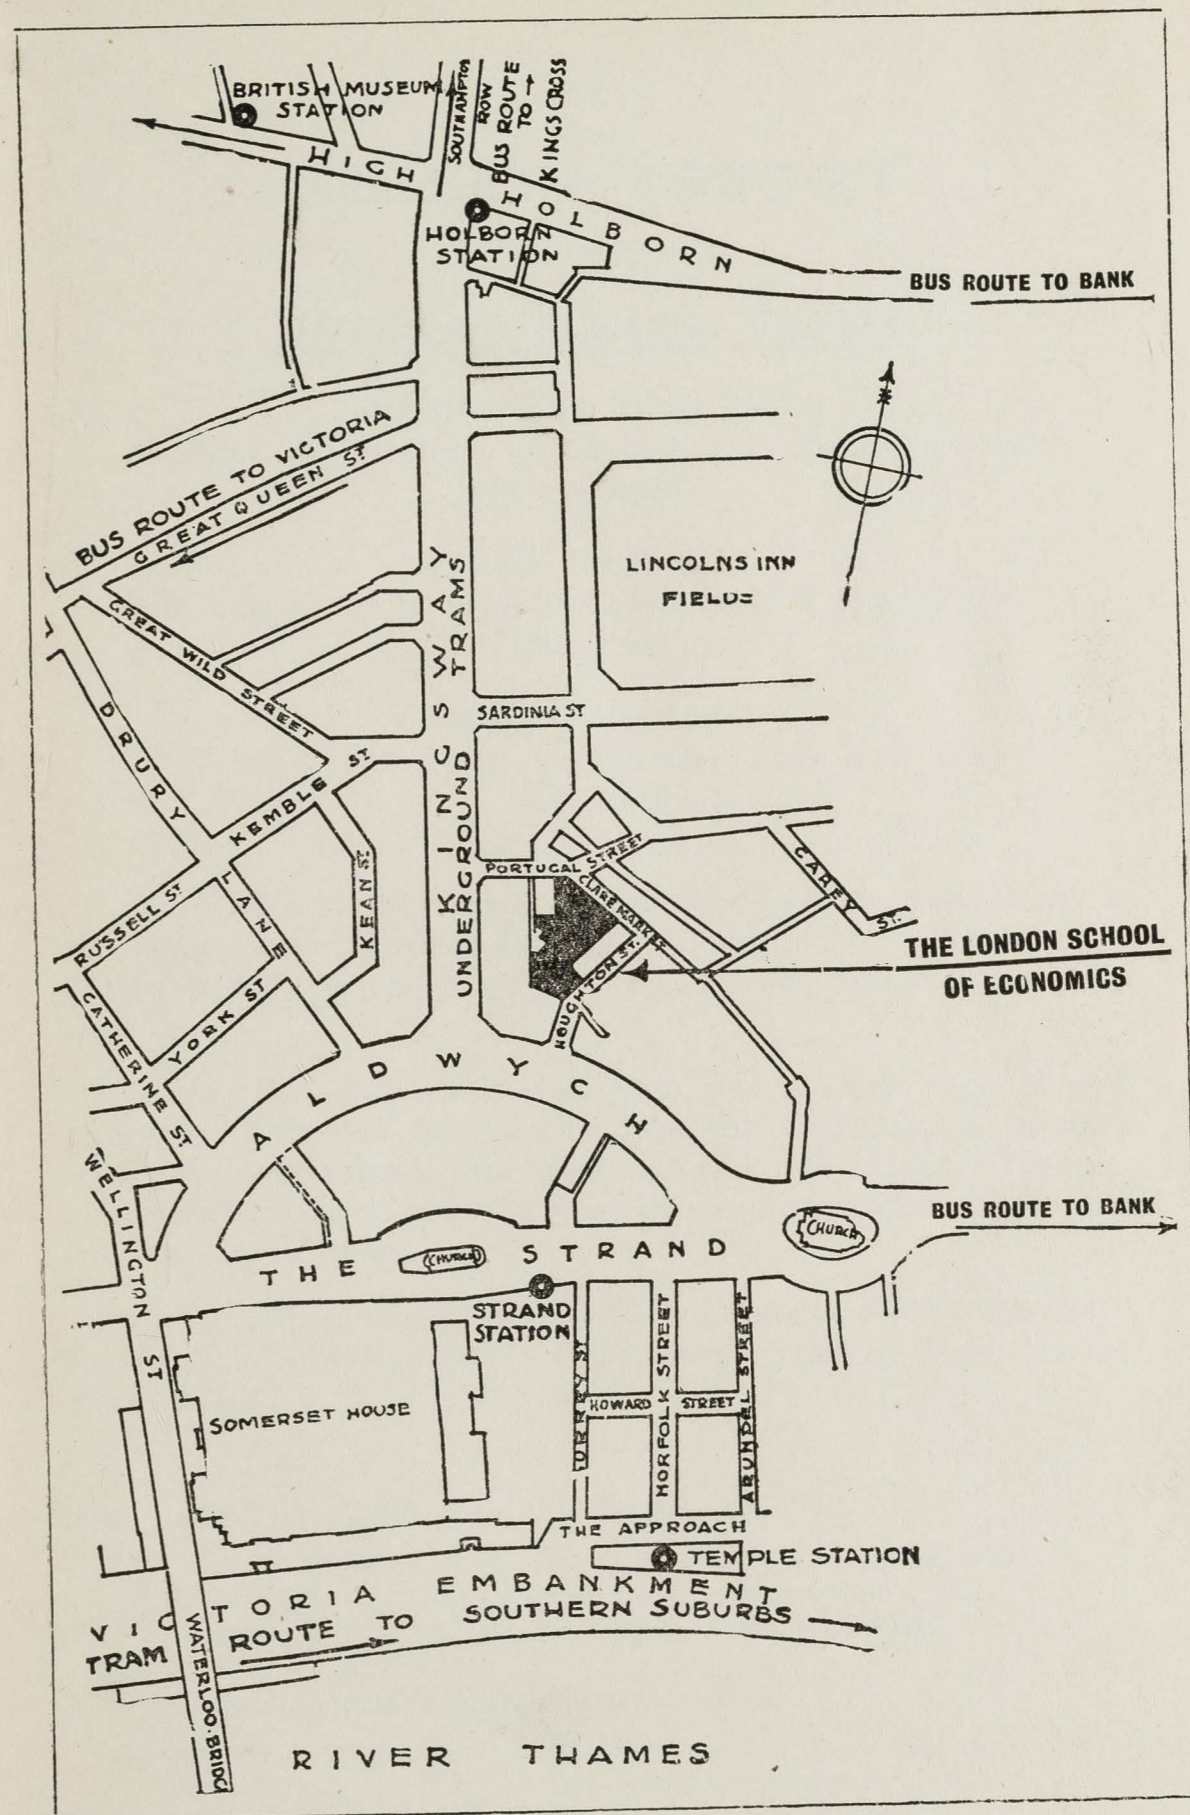 BRITISH MUSEUM
STATION
SOUTHAMPTON
ROW
BUS ROUTE
TO →
KINGS CROSS
HIGH HOLBORN
HOLBORN
STATION
BUS ROUTE TO BANK
BUS ROUTE TO VICTORIA
GREAT QUEEN ST
LINCOLNS INN
FIELDS
GREAT WILD STREET
KINGSWAY
UNDERGROUND TRAMS
SARDINIA ST
DRURY LANE
KEMBLE ST
KEAN ST
PORTUGAL STREET
CLARE MARKET
CAREY ST.
RUSSELL ST
HOUGHTON ST.
THE LONDON SCHOOL
OF ECONOMICS
YORK ST
CATHERINE ST
ALDWYCH
WELLINGTON ST
BUS ROUTE TO BANK
CHURCH
THE STRAND
CHURCH
STRAND
STATION
SURREY ST
NORFOLK STREET
ARUNDEL STREET
HOWARD STREET
SOMERSET HOUSE
THE APPROACH
TEMPLE STATION
VICTORIA EMBANKMENT
TRAM ROUTE TO SOUTHERN SUBURBS
WATERLOO. BRIDG
RIVER THAMES